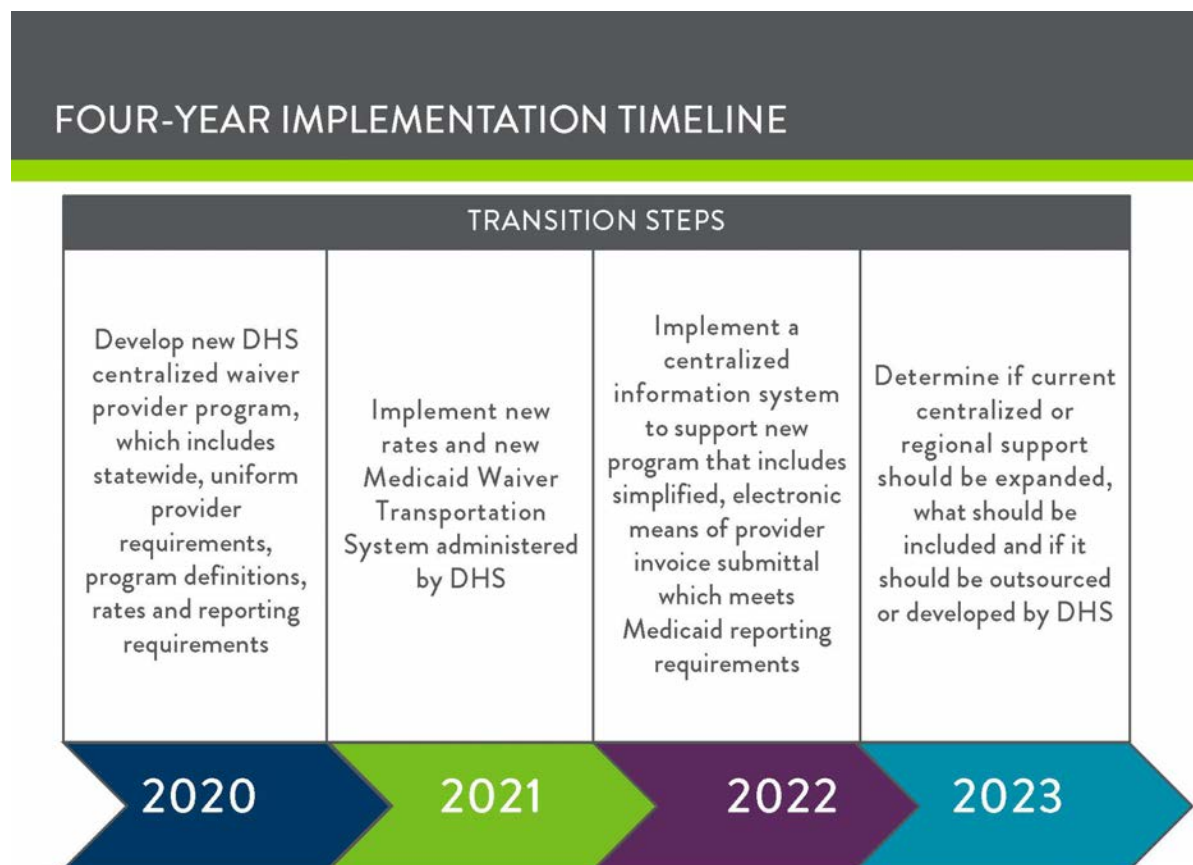 FOUR-YEAR IMPLEMENTATION TIMELINE
TRANSITION STEPS
Develop new DHS
centralized waiver
provider program,
which includes
statewide, uniform
provider
requirements,
program definitions,
rates and reporting
requirements
Implement new
rates and new
Medicaid Waiver
Transportation
System administered
by DHS
Implement a
centralized
information system
to support new
program that includes
simplified, electronic
means of provider
invoice submittal
which meets
Medicaid reporting
requirements
Determine if current
centralized or
regional support
should be expanded,
what should be
included and if it
should be outsourced
or developed by DHS
2020
2021
2022
2023